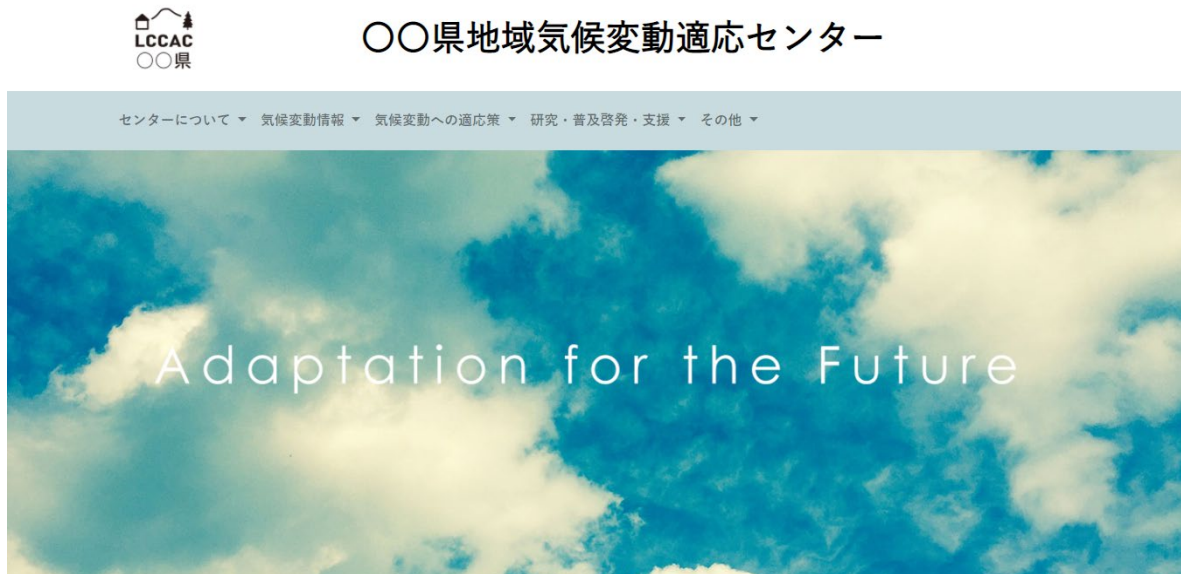 LCCAC
〇〇県
〇〇県地域気候変動適応センター
センターについて 気候変動情報 気候変動への適応策 研究・普及啓発・支援 その他
Adaptation for the Future